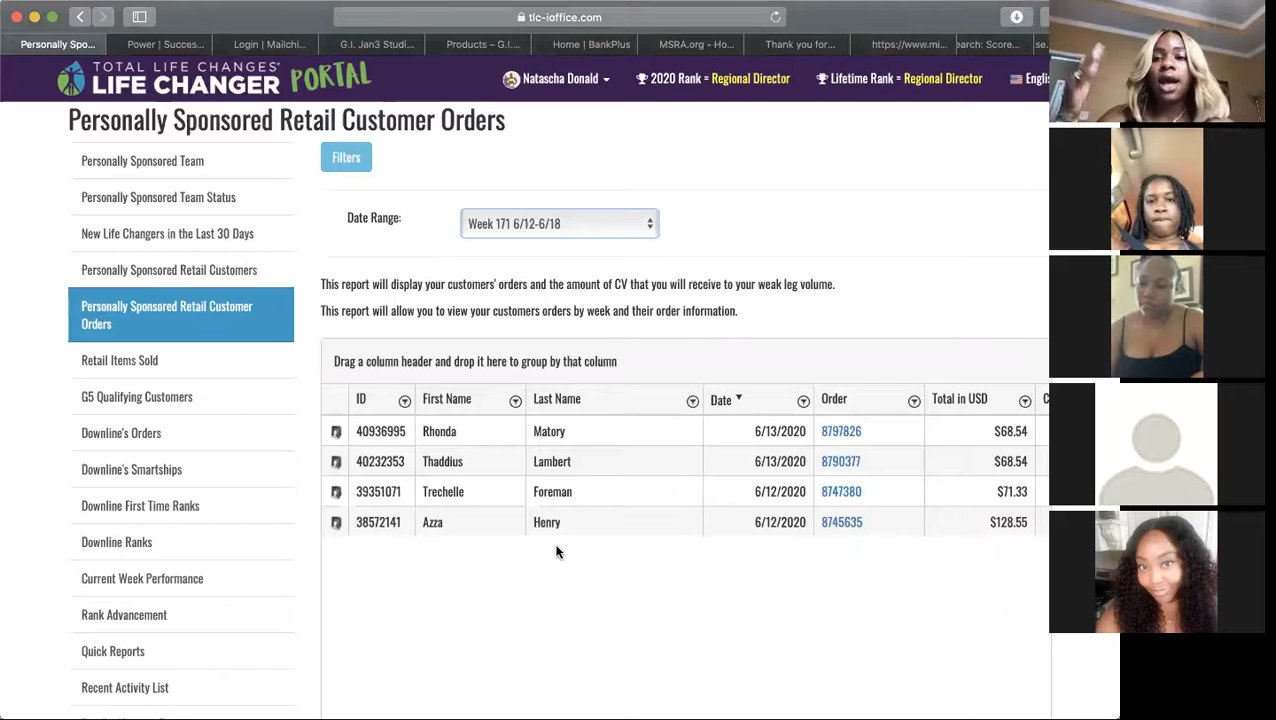 tlc-ioffice.com
Personally Spo... Power | Succes... Login | Mailchi... G.I. Jan3 Studi... Products – G.I.... Home | BankPlus MSRA.org - Ho... Thank you for... https://www.mi... earch: Score... se.
TOTAL LIFE CHANGES®
LIFE CHANGER PORTAL
Natascha Donald 2020 Rank = Regional Director Lifetime Rank = Regional Director Englis
Personally Sponsored Retail Customer Orders
Personally Sponsored Team
Personally Sponsored Team Status
New Life Changers in the Last 30 Days
Personally Sponsored Retail Customers
Personally Sponsored Retail Customer
Orders
Retail Items Sold
G5 Qualifying Customers
Downline's Orders
Downline's Smartships
Downline First Time Ranks
Downline Ranks
Current Week Performance
Rank Advancement
Quick Reports
Recent Activity List
Filters
Date Range: Week 171 6/12-6/18
This report will display your customers' orders and the amount of CV that you will receive to your weak leg volume.
This report will allow you to view your customers orders by week and their order information.
Drag a column header and drop it here to group by that column
ID First Name Last Name Date Order Total in USD C
40936995 Rhonda Matory 6/13/2020 8797826 $68.54
40232353 Thaddius Lambert 6/13/2020 8790377 $68.54
39351071 Trechelle Foreman 6/12/2020 8747380 $71.33
38572141 Azza Henry 6/12/2020 8745635 $128.55